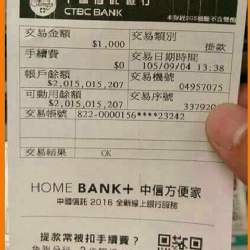 中國信託銀行
CTBC BANK
交易金額 交易類別
$1,000 掛款
手續費 交易日期時間
$0 105/09/04 13:38
帳戶餘額 交易機號
$2,015,015,207 04957075
可動用餘額 交易序號
$2,015,015,207 337920
交易帳號 822-0000156****23242
交易結果 OK
HOME BANK+ 中信方便家
中國信託 2016 全新線上銀行服務
提款常被扣手續費?